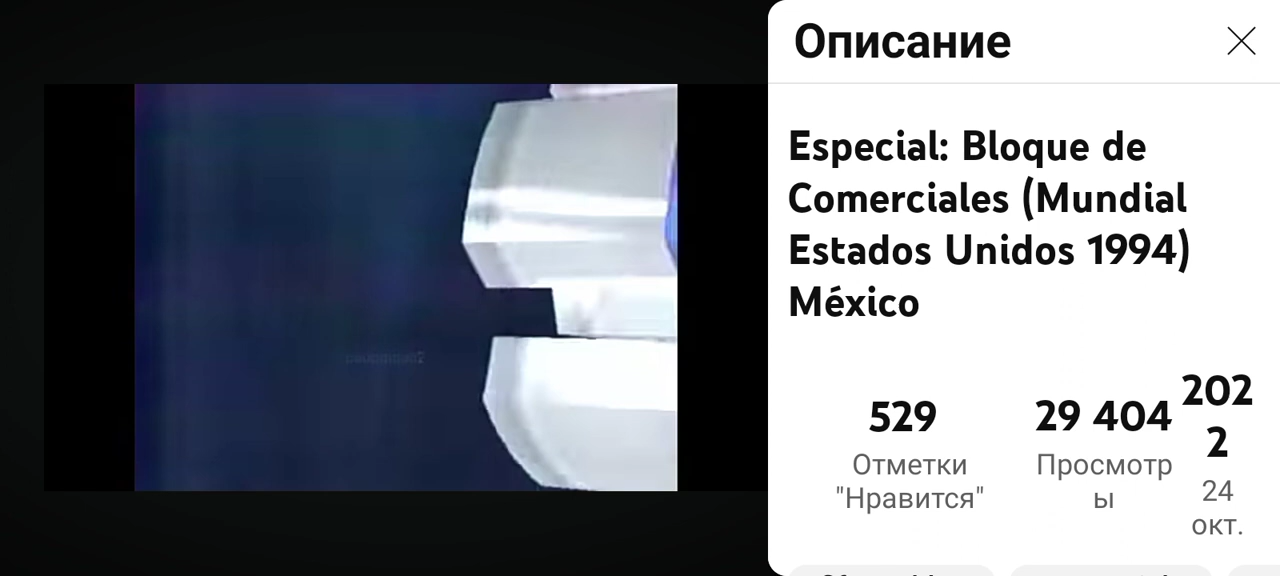 Описание
Especial: Bloque de
Comerciales (Mundial
Estados Unidos 1994)
México
529
Отметки
"Нравится"
29 404
Просмотр
ы
202
2
24
окт.